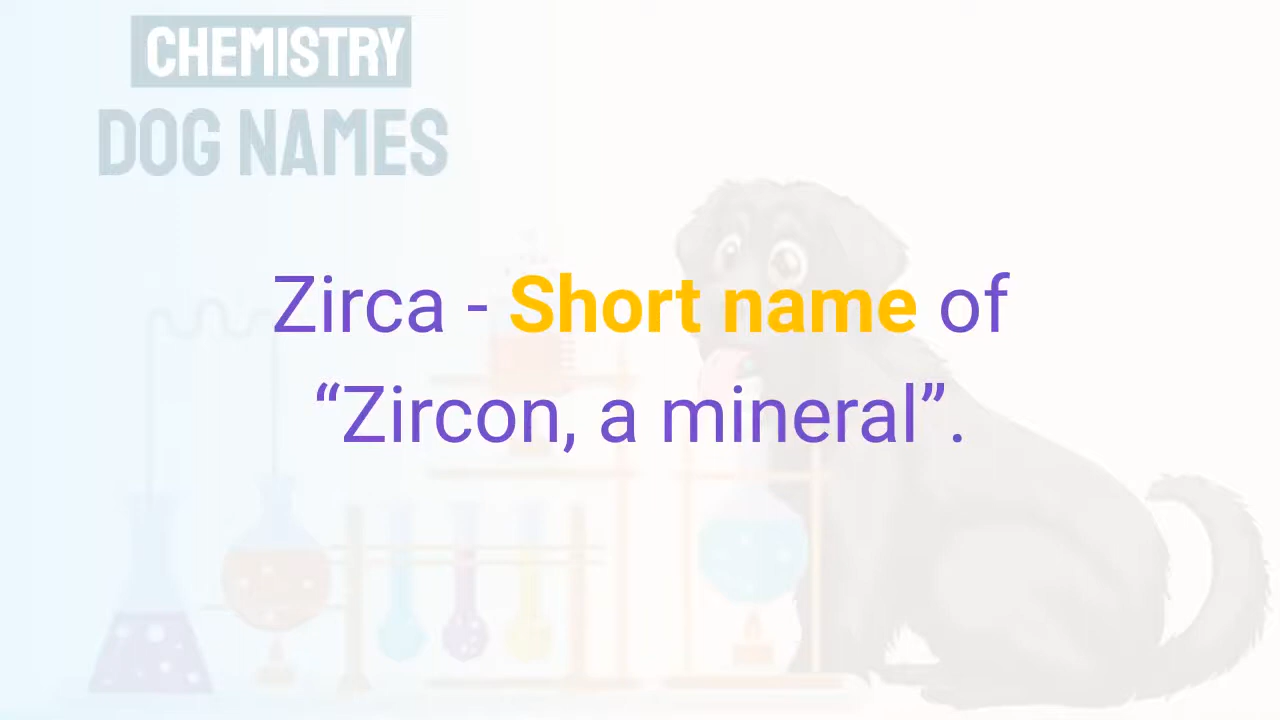 CHEMISTRY
DOG NAMES
Zirca - Short name of
“Zircon, a mineral”.